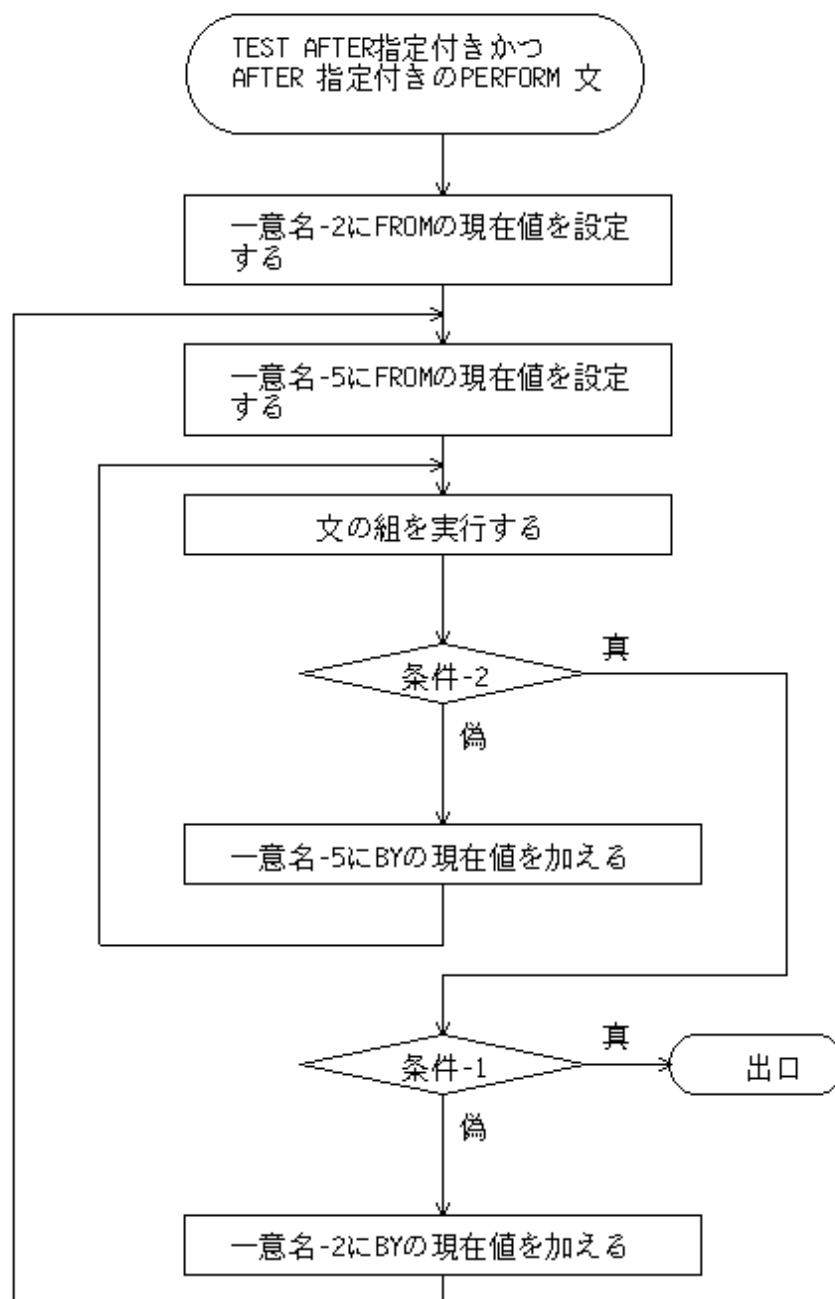 TEST AFTER指定付きかつ
AFTER 指定付きのPERFORM 文
一意名-2にFROMの現在値を設定
する
一意名-5にFROMの現在値を設定
する
文の組を実行する
真
条件-2
偽
一意名-5にBYの現在値を加える
真
条件-1
出口
偽
一意名-2にBYの現在値を加える